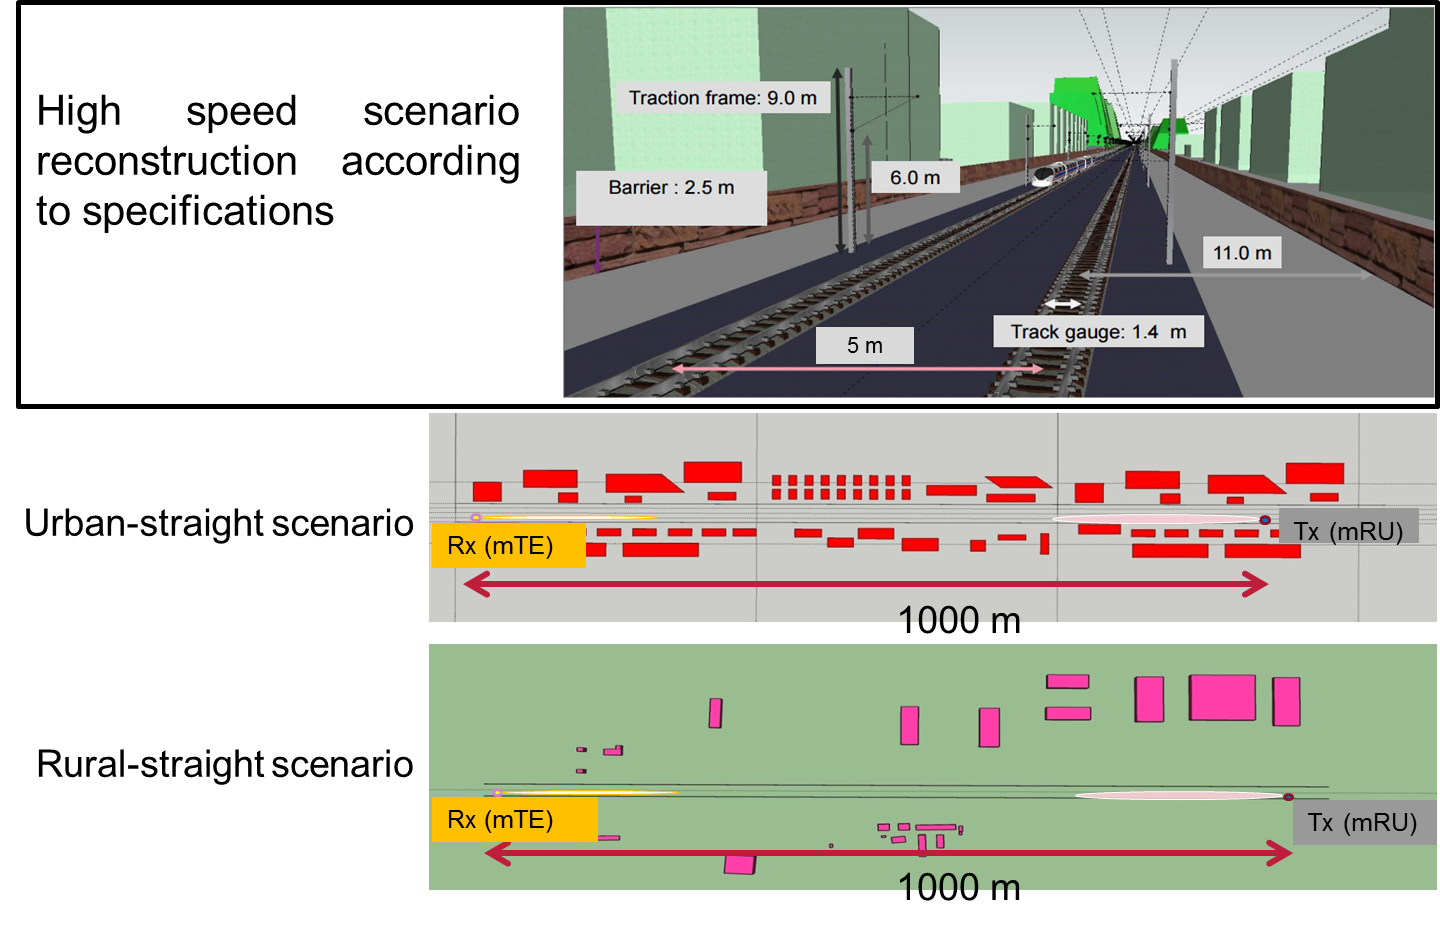 High speed scenario
reconstruction according
to specifications
Traction frame: 9.0 m
Barrier : 2.5 m
6.0 m
11.0 m
Track gauge: 1.4 m
5 m
Urban-straight scenario
Rx (mTE)
Tx (mRU)
1000 m
Rural-straight scenario
Rx (mTE)
Tx (mRU)
1000 m